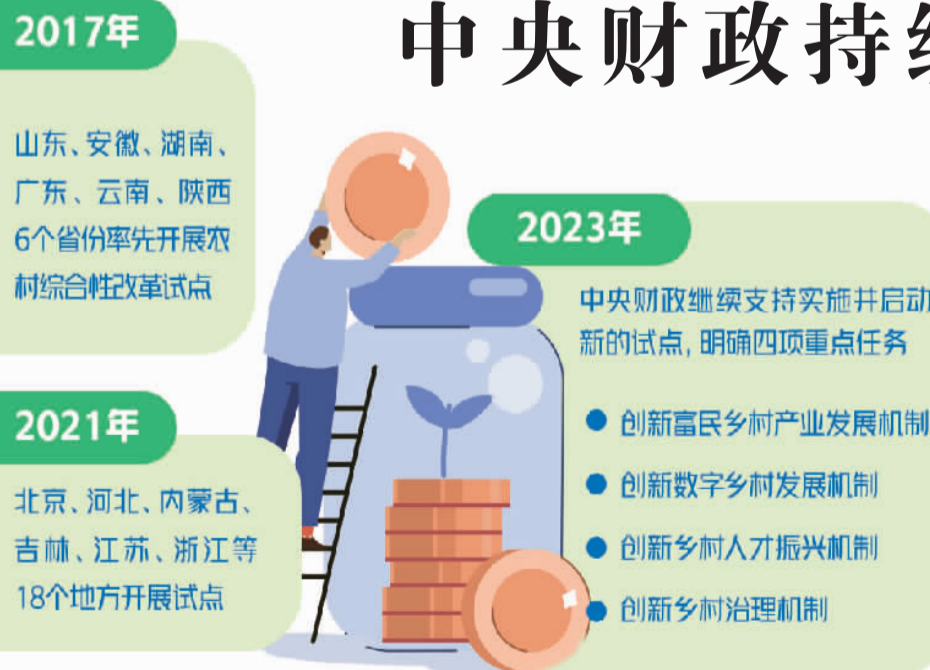 中央财政持续
2017年
山东、安徽、湖南、
广东、云南、陕西
6个省份率先开展农
村综合性改革试点
2021年
北京、河北、内蒙古、
吉林、江苏、浙江等
18个地方开展试点
2023年
中央财政继续支持实施并启动
新的试点,明确四项重点任务
● 创新富民乡村产业发展机制
● 创新数字乡村发展机制
● 创新乡村人才振兴机制
● 创新乡村治理机制